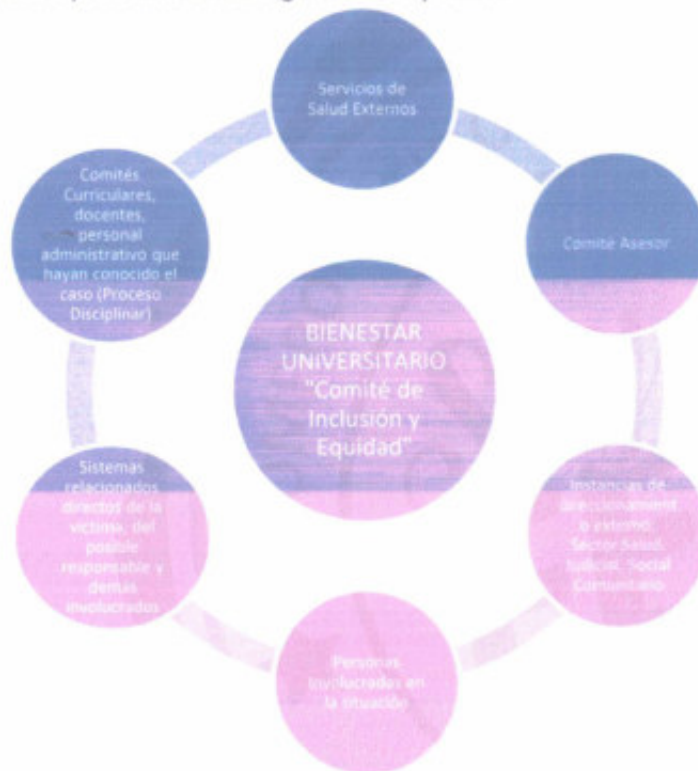 Servicios de
Salud Externos
Comités
Curriculares,
docentes,
personal
administrativo que
hayan conocido el
caso (Proceso
Disciplinar)
Comité Asesor
BIENESTAR
UNIVERSITARIO
"Comité de
Inclusión y
Equidad"
Sistemas
relacionados
directos de la
víctima, del
posible
responsable y
demás
involucrados
Instancias de
direccionamient
o externo:
Sector Salud,
Judicial, Social
Comunitario
Personas
Involucradas en
la situación